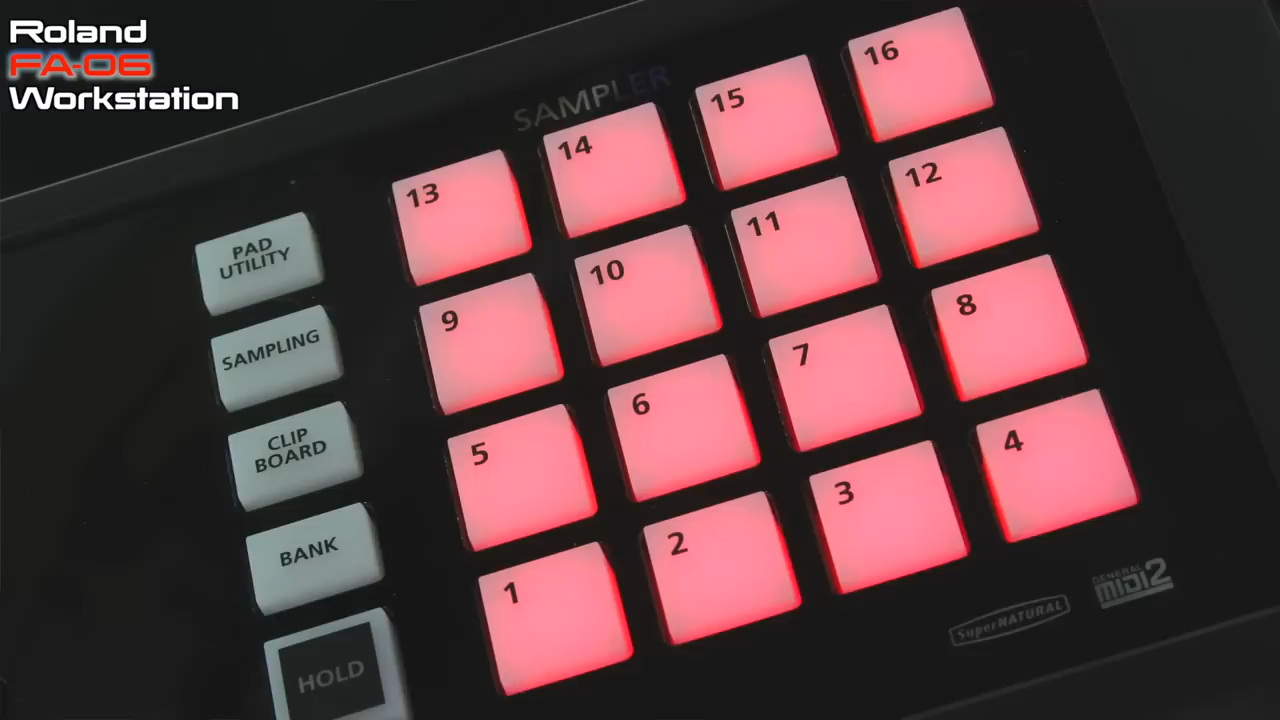 Roland
FA-06
Workstation
SAMPLER
13
14
15
16
9
10
11
12
5
6
7
8
1
2
3
4
PAD
UTILITY
SAMPLING
CLIP
BOARD
BANK
HOLD
SuperNATURAL
GENERAL
MIDI2